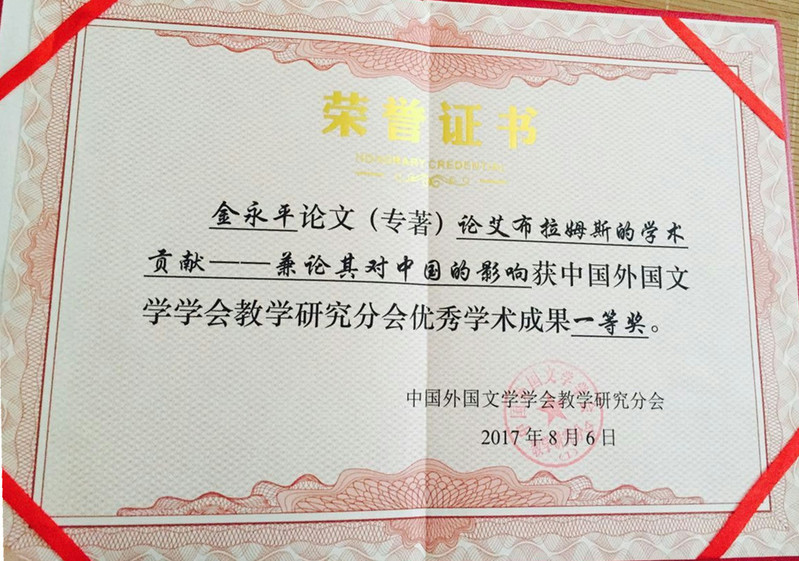 荣誉证书
HONORARY CREDENTIAL
金永平论文（专著）论艾布拉姆斯的学术
贡献——兼论其对中国的影响获中国外国文
学学会教学研究分会优秀学术成果一等奖。
中国外国文学学会教学研究分会
2017年8月6日